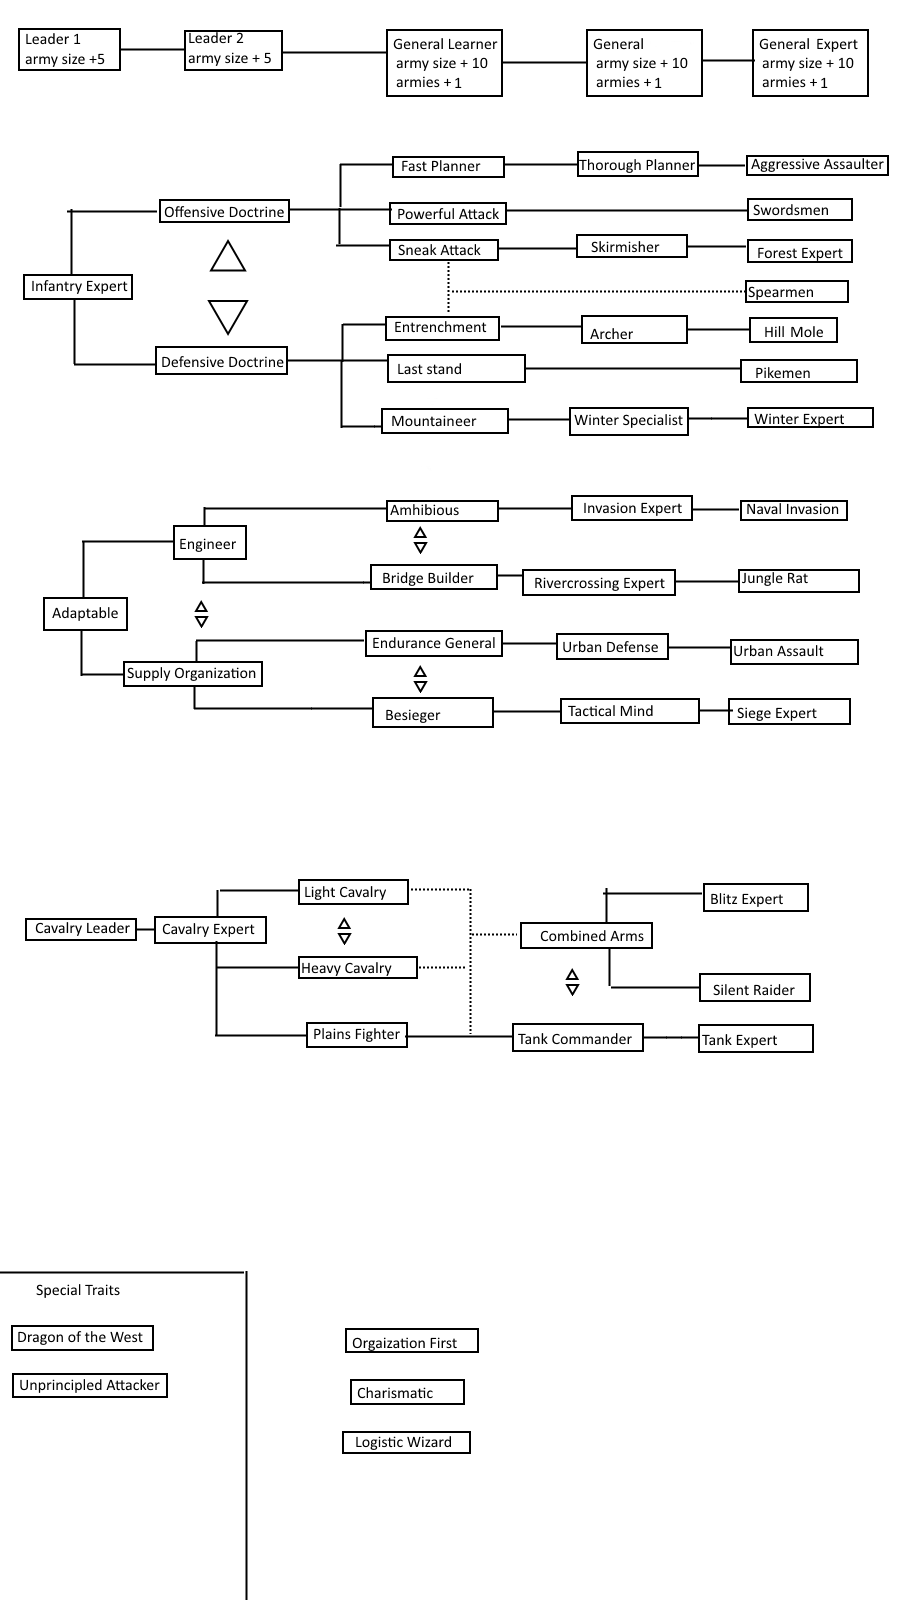 Leader 1
army size +5
Leader 2
army size + 5
General Learner
army size + 10
armies + 1
General
army size + 10
armies + 1
General Expert
army size + 10
armies + 1
Fast Planner
Thorough Planner
Aggressive Assaulter
Offensive Doctrine
Powerful Attack
Swordsmen
Sneak Attack
Skirmisher
Forest Expert
Infantry Expert
Spearmen
Entrenchment
Archer
Hill Mole
Defensive Doctrine
Last stand
Pikemen
Mountaineer
Winter Specialist
Winter Expert
Amhibious
Invasion Expert
Naval Invasion
Engineer
Bridge Builder
Rivercrossing Expert
Jungle Rat
Adaptable
Endurance General
Urban Defense
Urban Assault
Supply Organization
Besieger
Tactical Mind
Siege Expert
Light Cavalry
Blitz Expert
Cavalry Leader
Cavalry Expert
Combined Arms
Heavy Cavalry
Silent Raider
Plains Fighter
Tank Commander
Tank Expert
Special Traits
Dragon of the West
Orgaization First
Unprincipled Attacker
Charismatic
Logistic Wizard